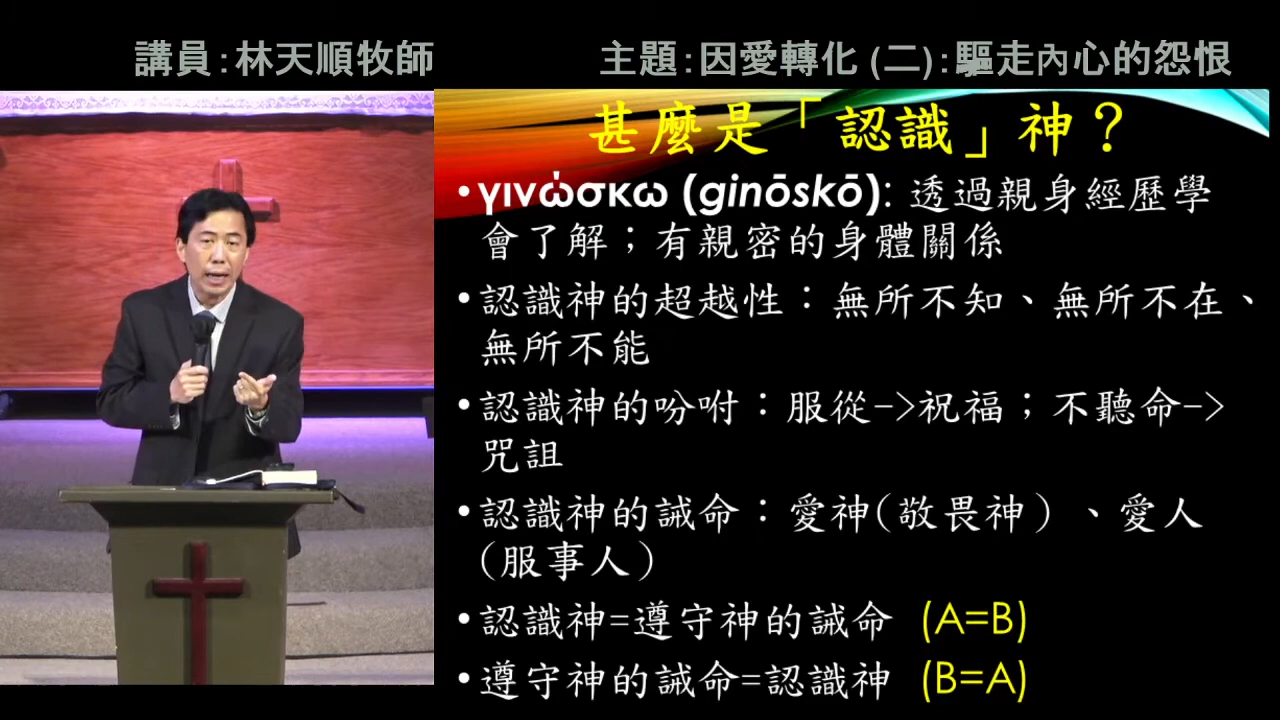 講員：林天順牧師
主題：因愛轉化 (二)：驅走內心的怨恨
甚麼是「認識」神？
•γινώσκω (ginōskō): 透過親身經歷學
會了解；有親密的身體關係
•認識神的超越性：無所不知、無所不在、
無所不能
•認識神的吩咐：服從->祝福；不聽命->
咒詛
•認識神的誡命：愛神(敬畏神）、愛人
(服事人）
•認識神=遵守神的誡命 (A=B)
•遵守神的誡命=認識神 (B=A)